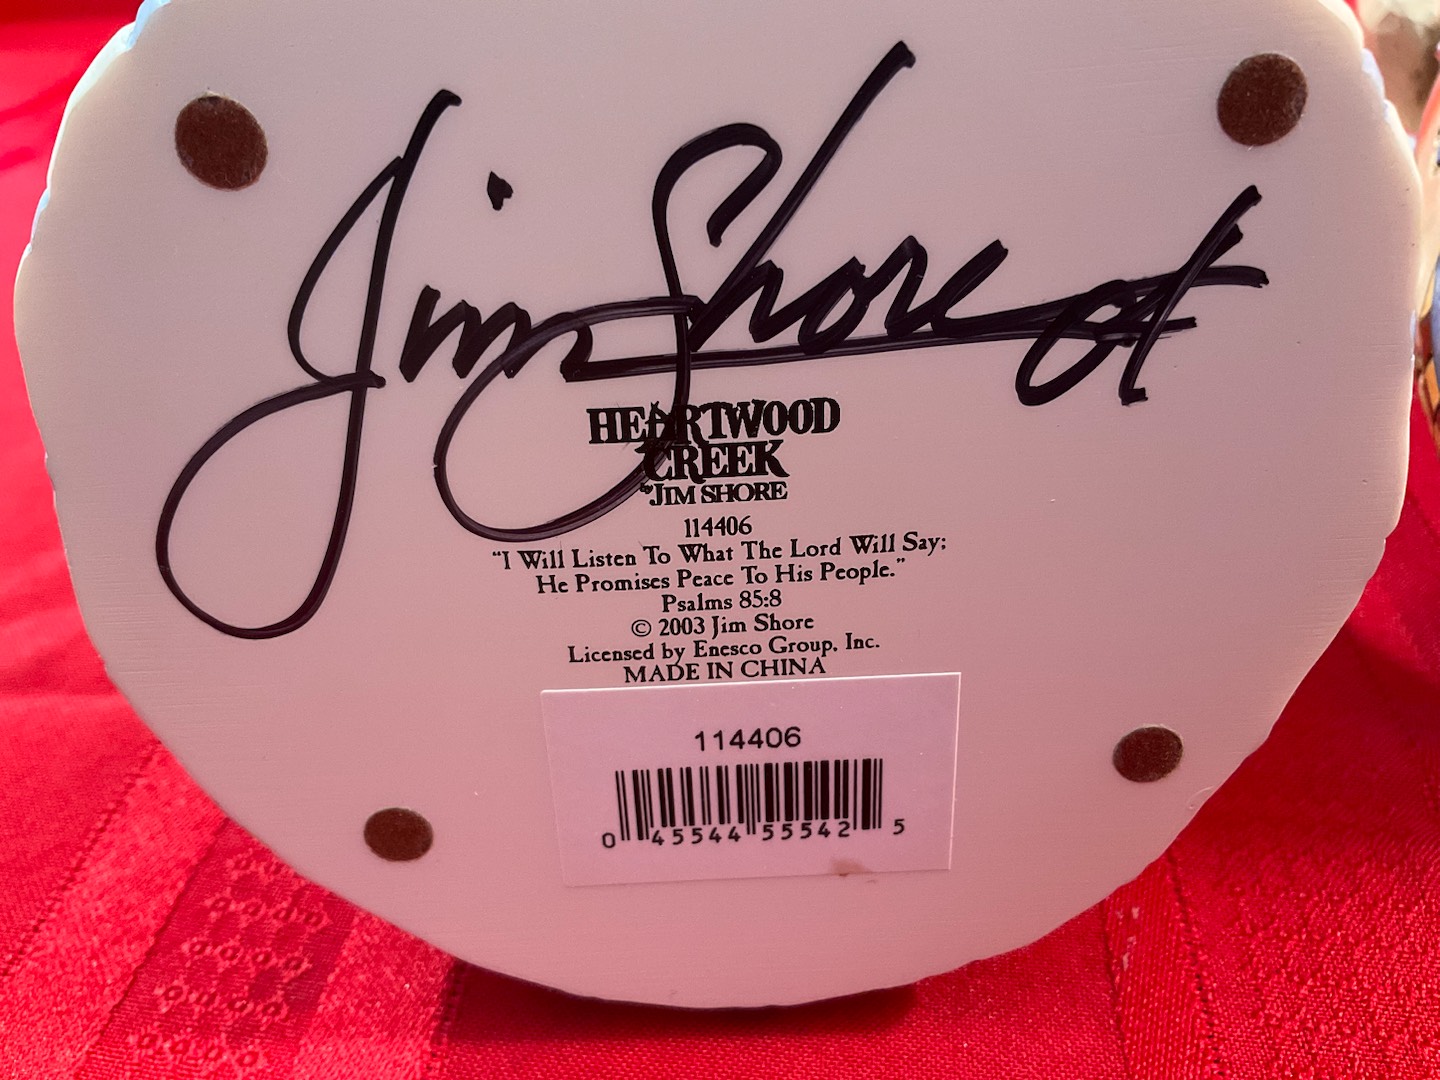 Jim Shore
HEARTWOOD
CREEK
by JIM SHORE
114406
“I Will Listen To What The Lord Will Say;
He Promises Peace To His People.”
Psalms 85:8
© 2003 Jim Shore
Licensed by Enesco Group, Inc.
MADE IN CHINA
114406
0 45544 55542 5